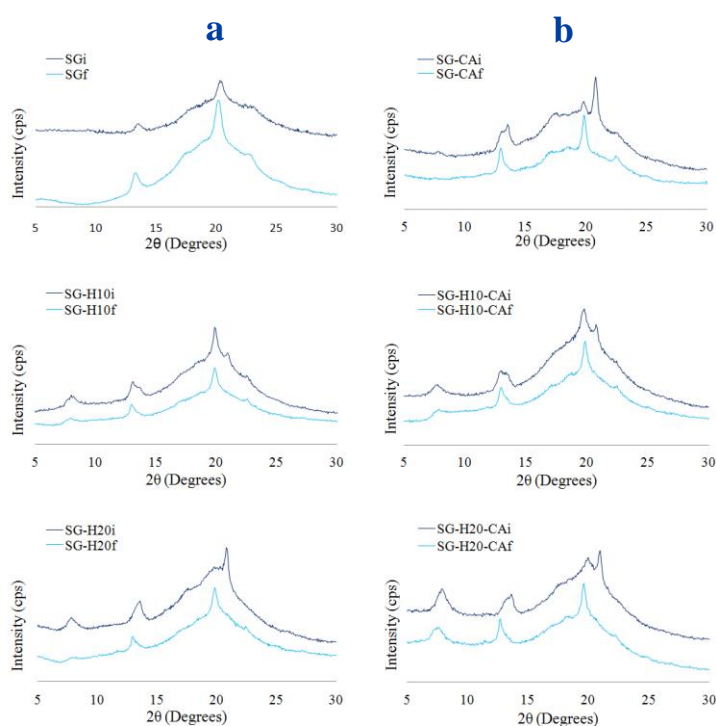 a
b
SGi
SGf
Intensity (cps)
5 10 15 20 25 30
2θ (Degrees)
SG-CAi
SG-CAf
Intensity (cps)
5 10 15 20 25 30
2θ (Degrees)
SG-H10i
SG-H10f
Intensity (cps)
5 10 15 20 25 30
2θ (Degrees)
SG-H10-CAi
SG-H10-CAf
Intensity (cps)
5 10 15 20 25 30
2θ (Degrees)
SG-H20i
SG-H20f
Intensity (cps)
5 10 15 20 25 30
2θ (Degrees)
SG-H20-CAi
SG-H20-CAf
Intensity (cps)
5 10 15 20 25 30
2θ (Degrees)